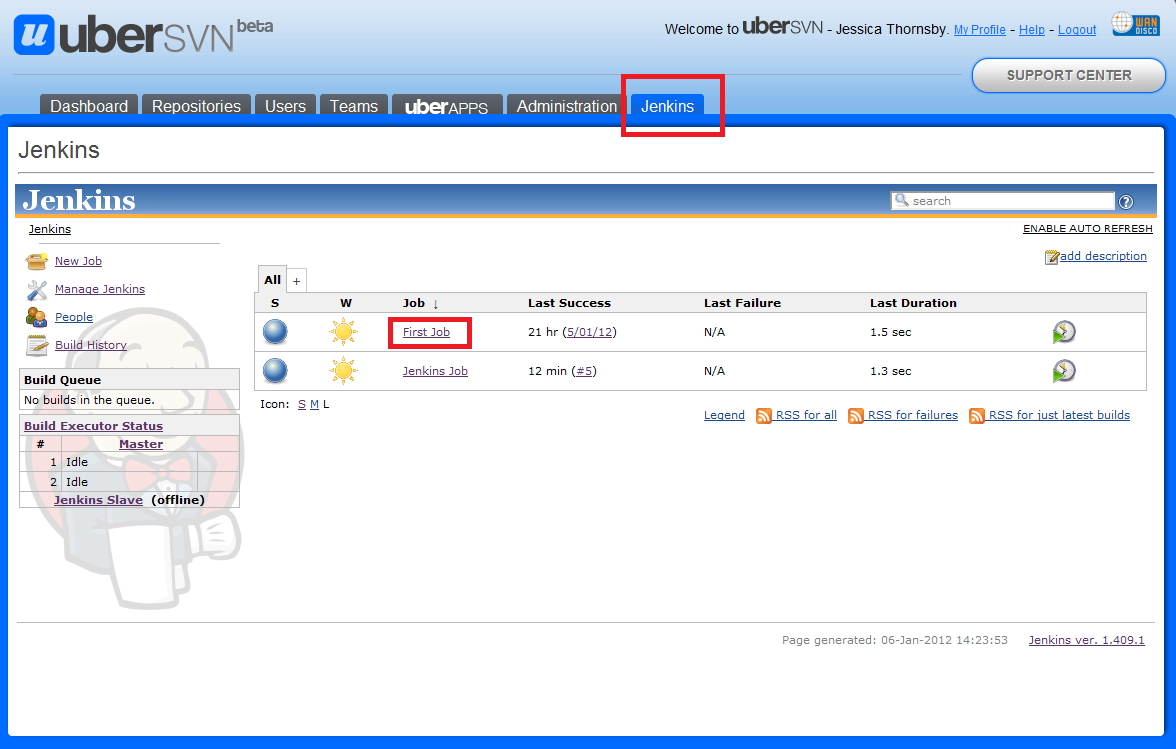 u uberSVN beta
Welcome to uberSVN - Jessica Thornsby. My Profile - Help - Logout
WAN DISCO
SUPPORT CENTER
Dashboard Repositories Users Teams uberAPPS Administration Jenkins
Jenkins
Jenkins
search ?
Jenkins
ENABLE AUTO REFRESH
New Job
Manage Jenkins
People
Build History
add description
All +
S W Job ↓ Last Success Last Failure Last Duration
First Job 21 hr (5/01/12) N/A 1.5 sec
Jenkins Job 12 min (#5) N/A 1.3 sec
Icon: S M L
Legend RSS for all RSS for failures RSS for just latest builds
Build Queue
No builds in the queue.
Build Executor Status
# Master
1 Idle
2 Idle
Jenkins Slave (offline)
Page generated: 06-Jan-2012 14:23:53 Jenkins ver. 1.409.1